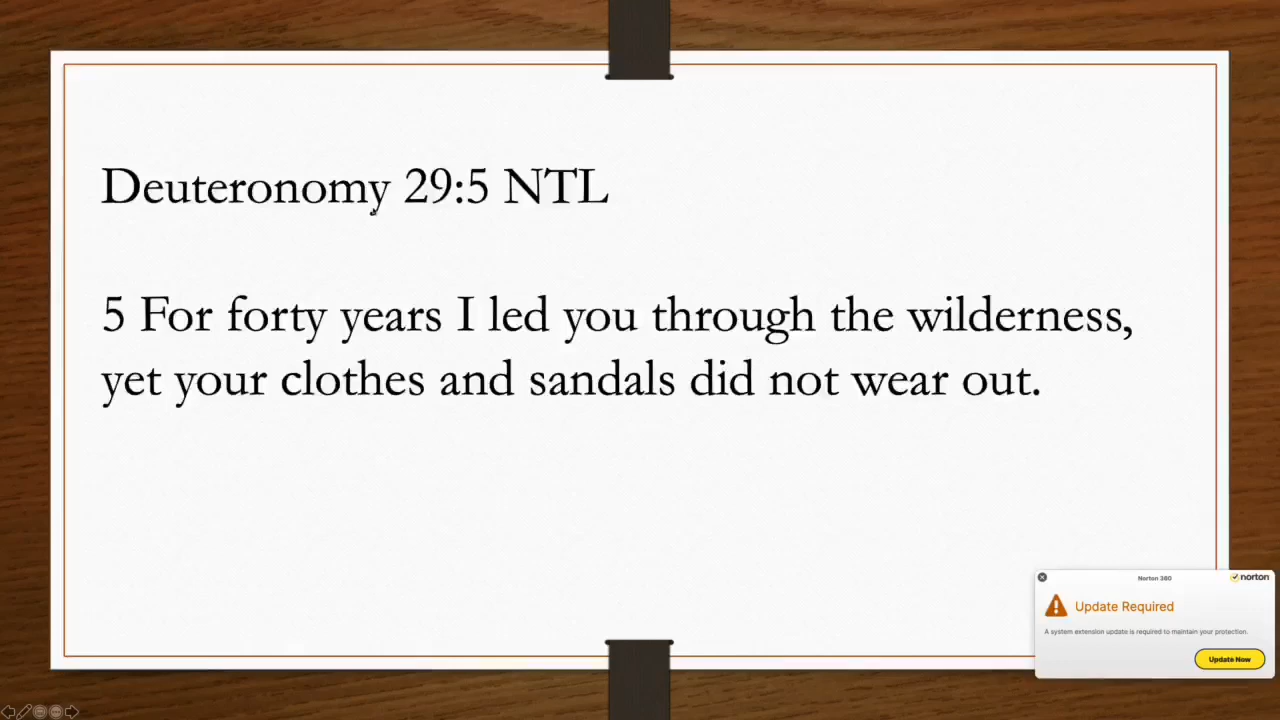 Deuteronomy 29:5 NTL
5 For forty years I led you through the wilderness,
yet your clothes and sandals did not wear out.
Norton 360
norton
Update Required
A system extension update is required to maintain your protection.
Update Now